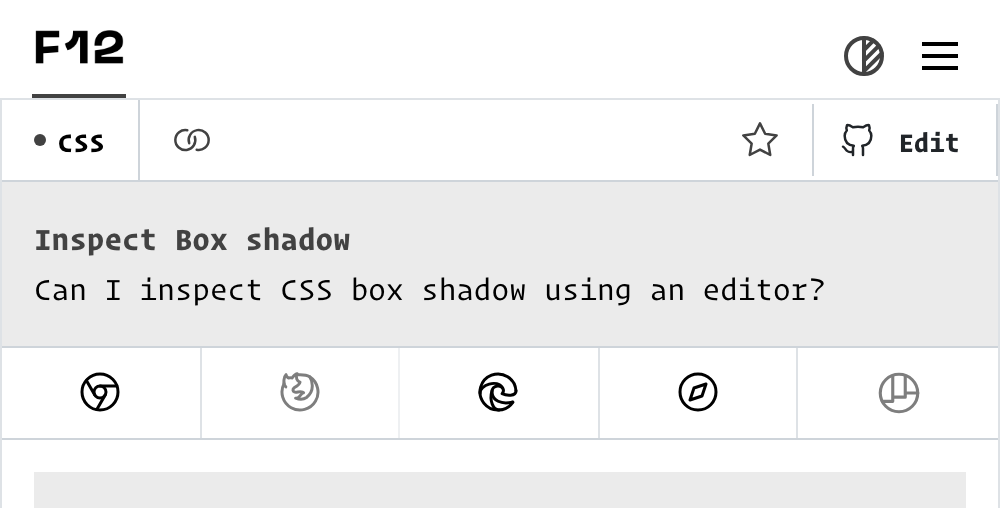 F12
css
Edit
Inspect Box shadow
Can I inspect CSS box shadow using an editor?